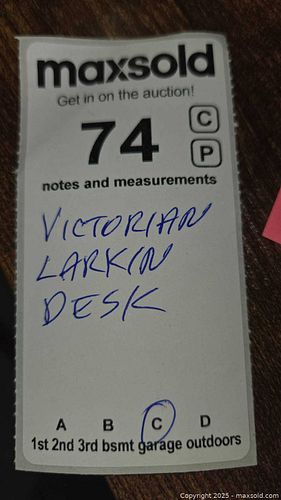 maxsold
Get in on the auction!
74
C
P
notes and measurements
VICTORIAN
LARKIN
DESK
A B C D
1st 2nd 3rd bsmt garage outdoors
Copyright 2025 - maxsold.com